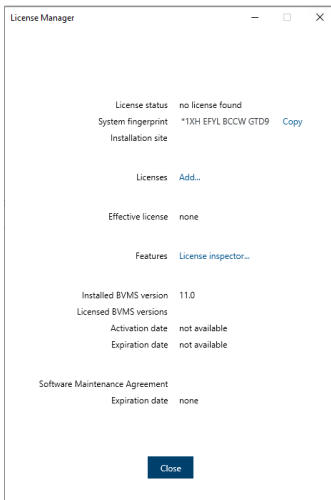 License Manager
License status no license found
System fingerprint *1XH EFYL BCCW GTD9 Copy
Installation site
Licenses Add...
Effective license none
Features License inspector...
Installed BVMS version 11.0
Licensed BVMS versions
Activation date not available
Expiration date not available
Software Maintenance Agreement
Expiration date none
Close